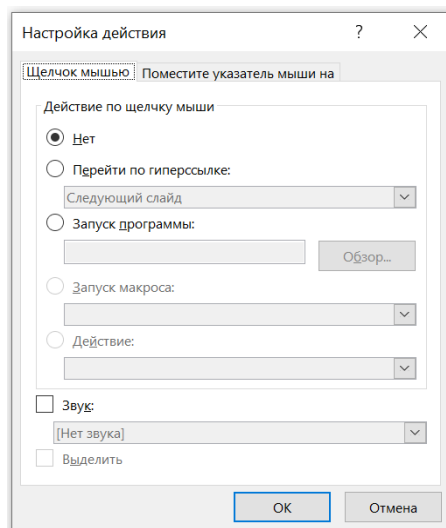 Настройка действия ?
Щелчок мышью Поместите указатель мыши на
Действие по щелчку мыши
Нет
Перейти по гиперссылке:
Следующий слайд
Запуск программы:
Обзор...
Запуск макроса:
Действие:
Звук:
[Нет звука]
Выделить
ОК Отмена